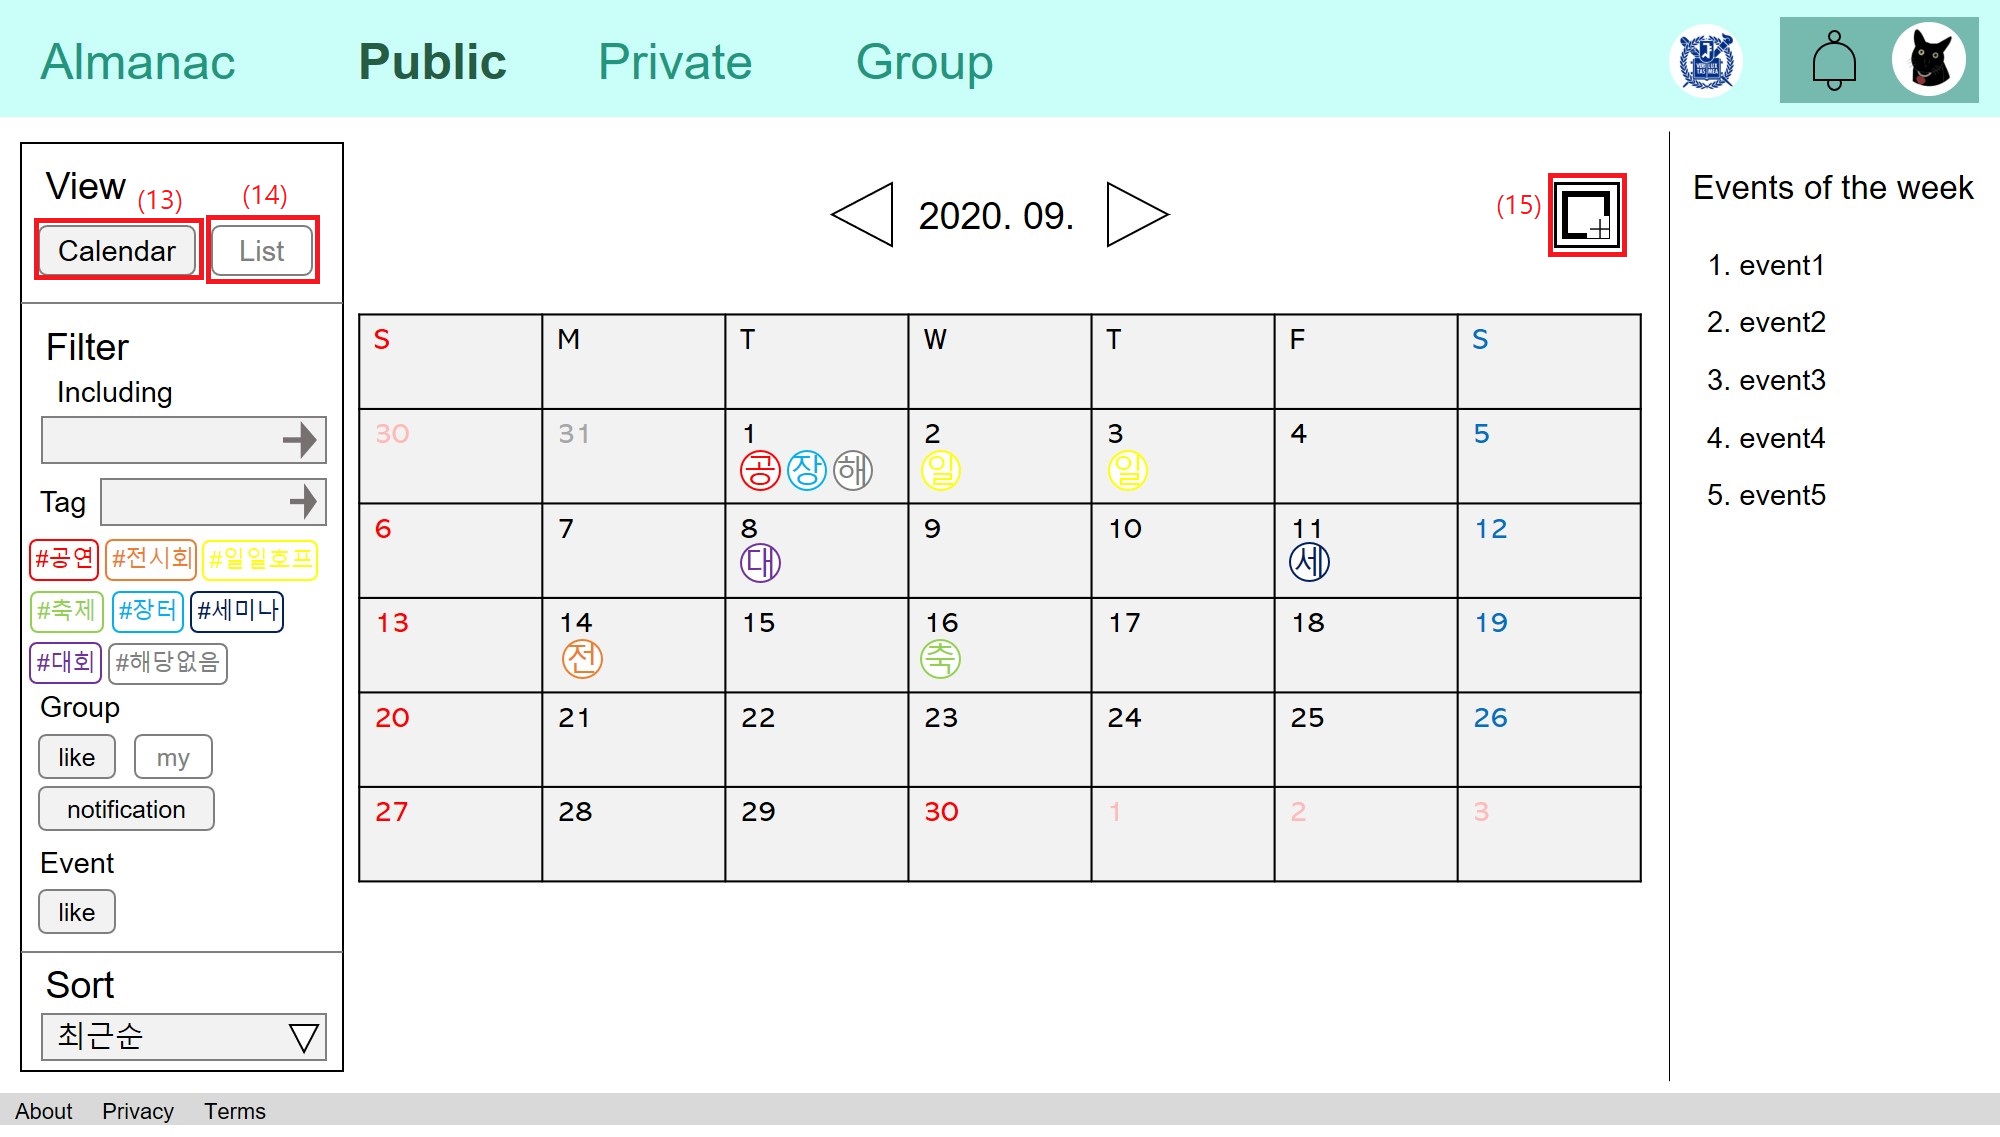 Almanac Public Private Group
View (13) (14)
Calendar List
Filter
Including
Tag
#공연 #전시회 #일일호프
#축제 #장터 #세미나
#대회 #해당없음
Group
like my
notification
Event
like
Sort
최근순
2020. 09.
(15)
S M T W T F S
30 31 1 2 3 4 5
공 장 해 일 일
6 7 8 9 10 11 12
대 세
13 14 15 16 17 18 19
전 축
20 21 22 23 24 25 26
27 28 29 30 1 2 3
Events of the week
1. event1
2. event2
3. event3
4. event4
5. event5
About Privacy Terms